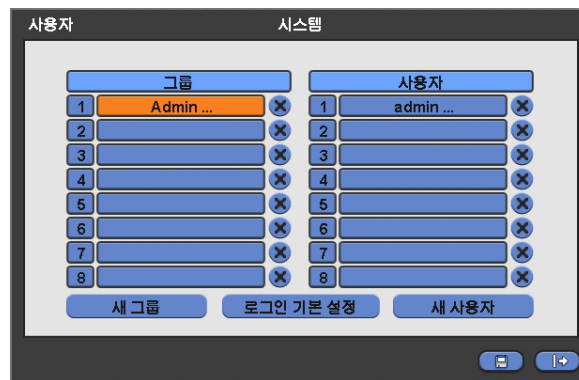 사용자 시스템
그룹 사용자
1 Admin ... 1 admin ...
2 2
3 3
4 4
5 5
6 6
7 7
8 8
새 그룹 로그인 기본 설정 새 사용자